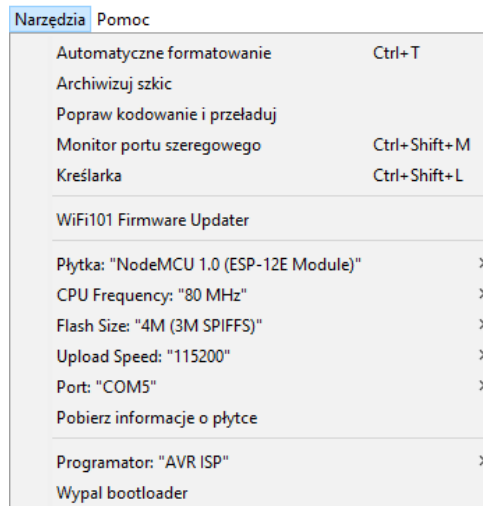 Narzędzia Pomoc
Automatyczne formatowanie Ctrl+T
Archiwizuj szkic
Popraw kodowanie i przeładuj
Monitor portu szeregowego Ctrl+Shift+M
Kreślarka Ctrl+Shift+L
WiFi101 Firmware Updater
Płytka: "NodeMCU 1.0 (ESP-12E Module)"
CPU Frequency: "80 MHz"
Flash Size: "4M (3M SPIFFS)"
Upload Speed: "115200"
Port: "COM5"
Pobierz informacje o płytce
Programator: "AVR ISP"
Wypal bootloader